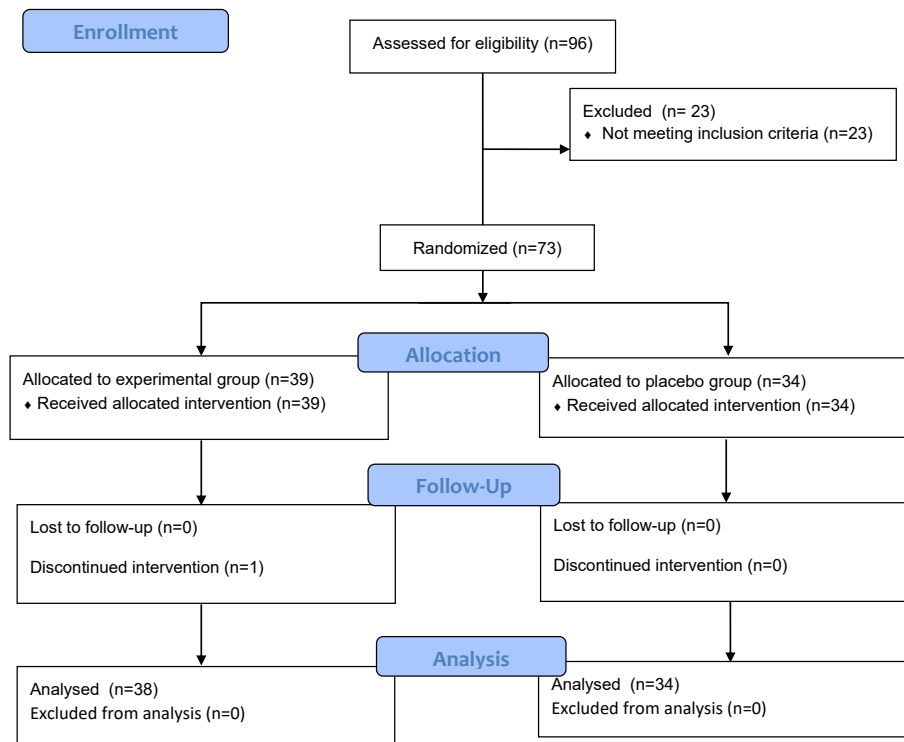 Enrollment
Assessed for eligibility (n=96)
Excluded (n= 23)
♦ Not meeting inclusion criteria (n=23)
Randomized (n=73)
Allocation
Allocated to experimental group (n=39)
♦ Received allocated intervention (n=39)
Allocated to placebo group (n=34)
♦ Received allocated intervention (n=34)
Follow-Up
Lost to follow-up (n=0)
Discontinued intervention (n=1)
Lost to follow-up (n=0)
Discontinued intervention (n=0)
Analysis
Analysed (n=38)
Excluded from analysis (n=0)
Analysed (n=34)
Excluded from analysis (n=0)